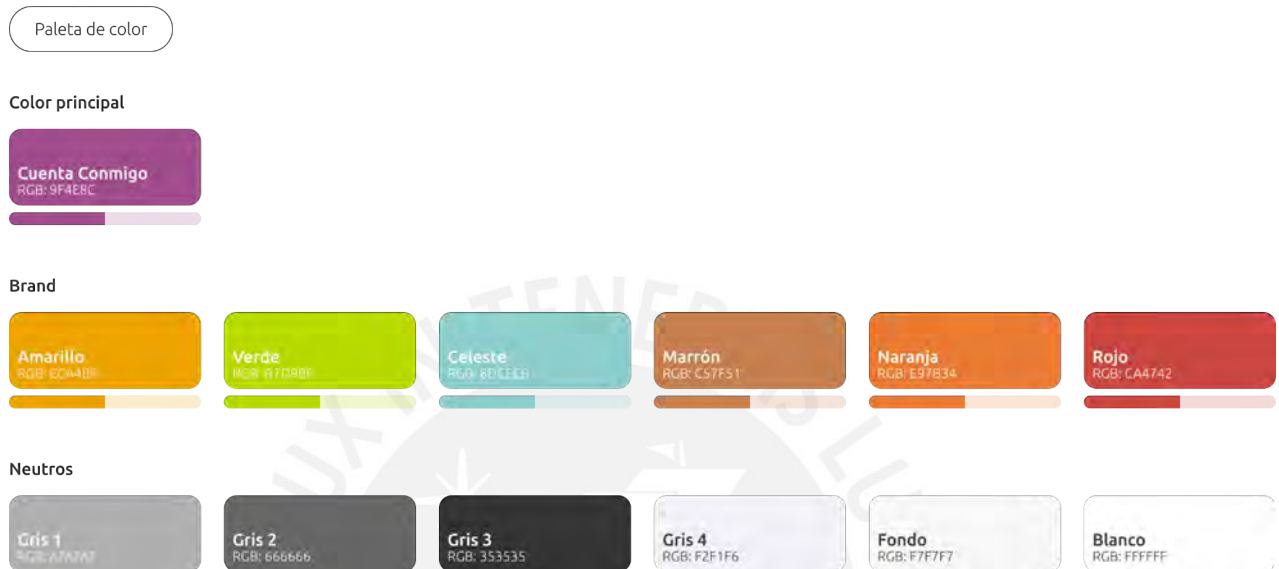 Paleta de color
Color principal
Cuenta Conmigo
RGB: 9F4E8C
Brand
Amarillo
Verde
Celeste
Marrón
Naranja
Rojo
RGB: C57F51
RGB: E97B34
RGB: CA4742
Neutros
Gris 1
Gris 2
Gris 3
Gris 4
Fondo
Blanco
RGB: A7A7A7
RGB: 666666
RGB: 353535
RGB: F2F1F6
RGB: F7F7F7
RGB: FFFFFF